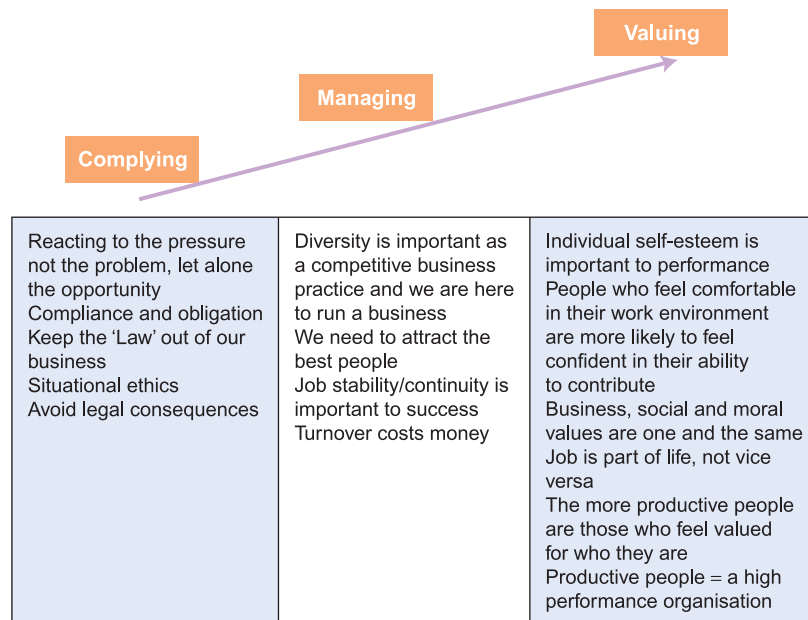 Valuing
Managing
Complying
Reacting to the pressure
not the problem, let alone
the opportunity
Compliance and obligation
Keep the ‘Law’ out of our
business
Situational ethics
Avoid legal consequences
Diversity is important as
a competitive business
practice and we are here
to run a business
We need to attract the
best people
Job stability/continuity is
important to success
Turnover costs money
Individual self-esteem is
important to performance
People who feel comfortable
in their work environment
are more likely to feel
confident in their ability
to contribute
Business, social and moral
values are one and the same
Job is part of life, not vice
versa
The more productive people
are those who feel valued
for who they are
Productive people = a high
performance organisation